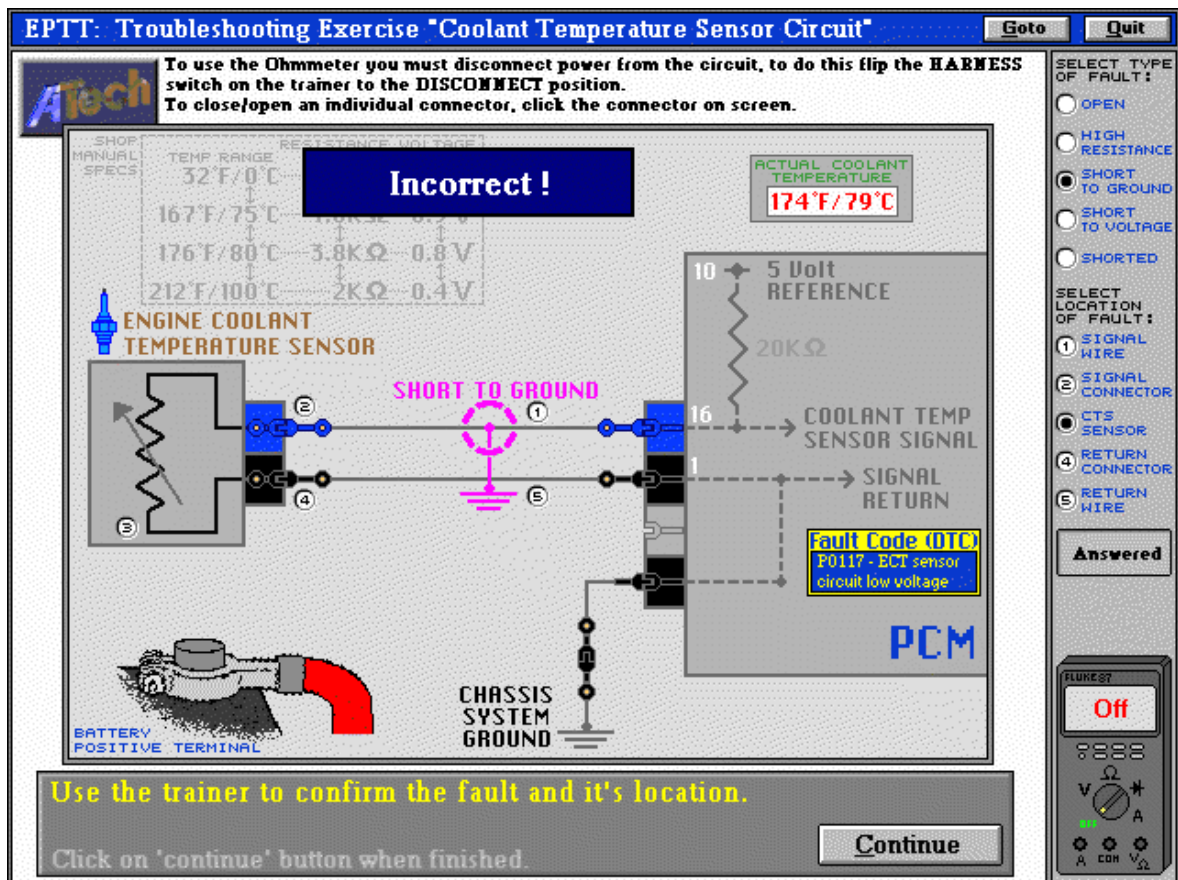 EPTT: Troubleshooting Exercise "Coolant Temperature Sensor Circuit"
Goto
Quit
ATech
To use the Ohmmeter you must disconnect power from the circuit, to do this flip the HARNESS
switch on the trainer to the DISCONNECT position.
To close/open an individual connector, click the connector on screen.
SHOP
MANUAL
SPECS
TEMP RANGE
RESISTANCE VOLTAGE
32°F/0°C
167°F/75°C
176°F/80°C 3.8KΩ 0.8 V
212°F/100°C 2KΩ 0.4 V
Incorrect !
ACTUAL COOLANT
TEMPERATURE
174°F/79°C
ENGINE COOLANT
TEMPERATURE SENSOR
SHORT TO GROUND
10
5 Volt
REFERENCE
20KΩ
16
COOLANT TEMP
SENSOR SIGNAL
1
SIGNAL
RETURN
2
1
4
5
3
Fault Code (DTC)
P0117 - ECT sensor
circuit low voltage
PCM
CHASSIS
SYSTEM
GROUND
BATTERY
POSITIVE TERMINAL
Use the trainer to confirm the fault and it's location.
Click on 'continue' button when finished.
Continue
SELECT TYPE
OF FAULT:
OPEN
HIGH
RESISTANCE
SHORT
TO GROUND
SHORT
TO VOLTAGE
SHORTED
SELECT
LOCATION
OF FAULT:
1 SIGNAL
WIRE
2 SIGNAL
CONNECTOR
CTS
SENSOR
4 RETURN
CONNECTOR
5 RETURN
WIRE
Answered
FLUKE 87
Off
Ω
V
A
OFF
A COM VΩ